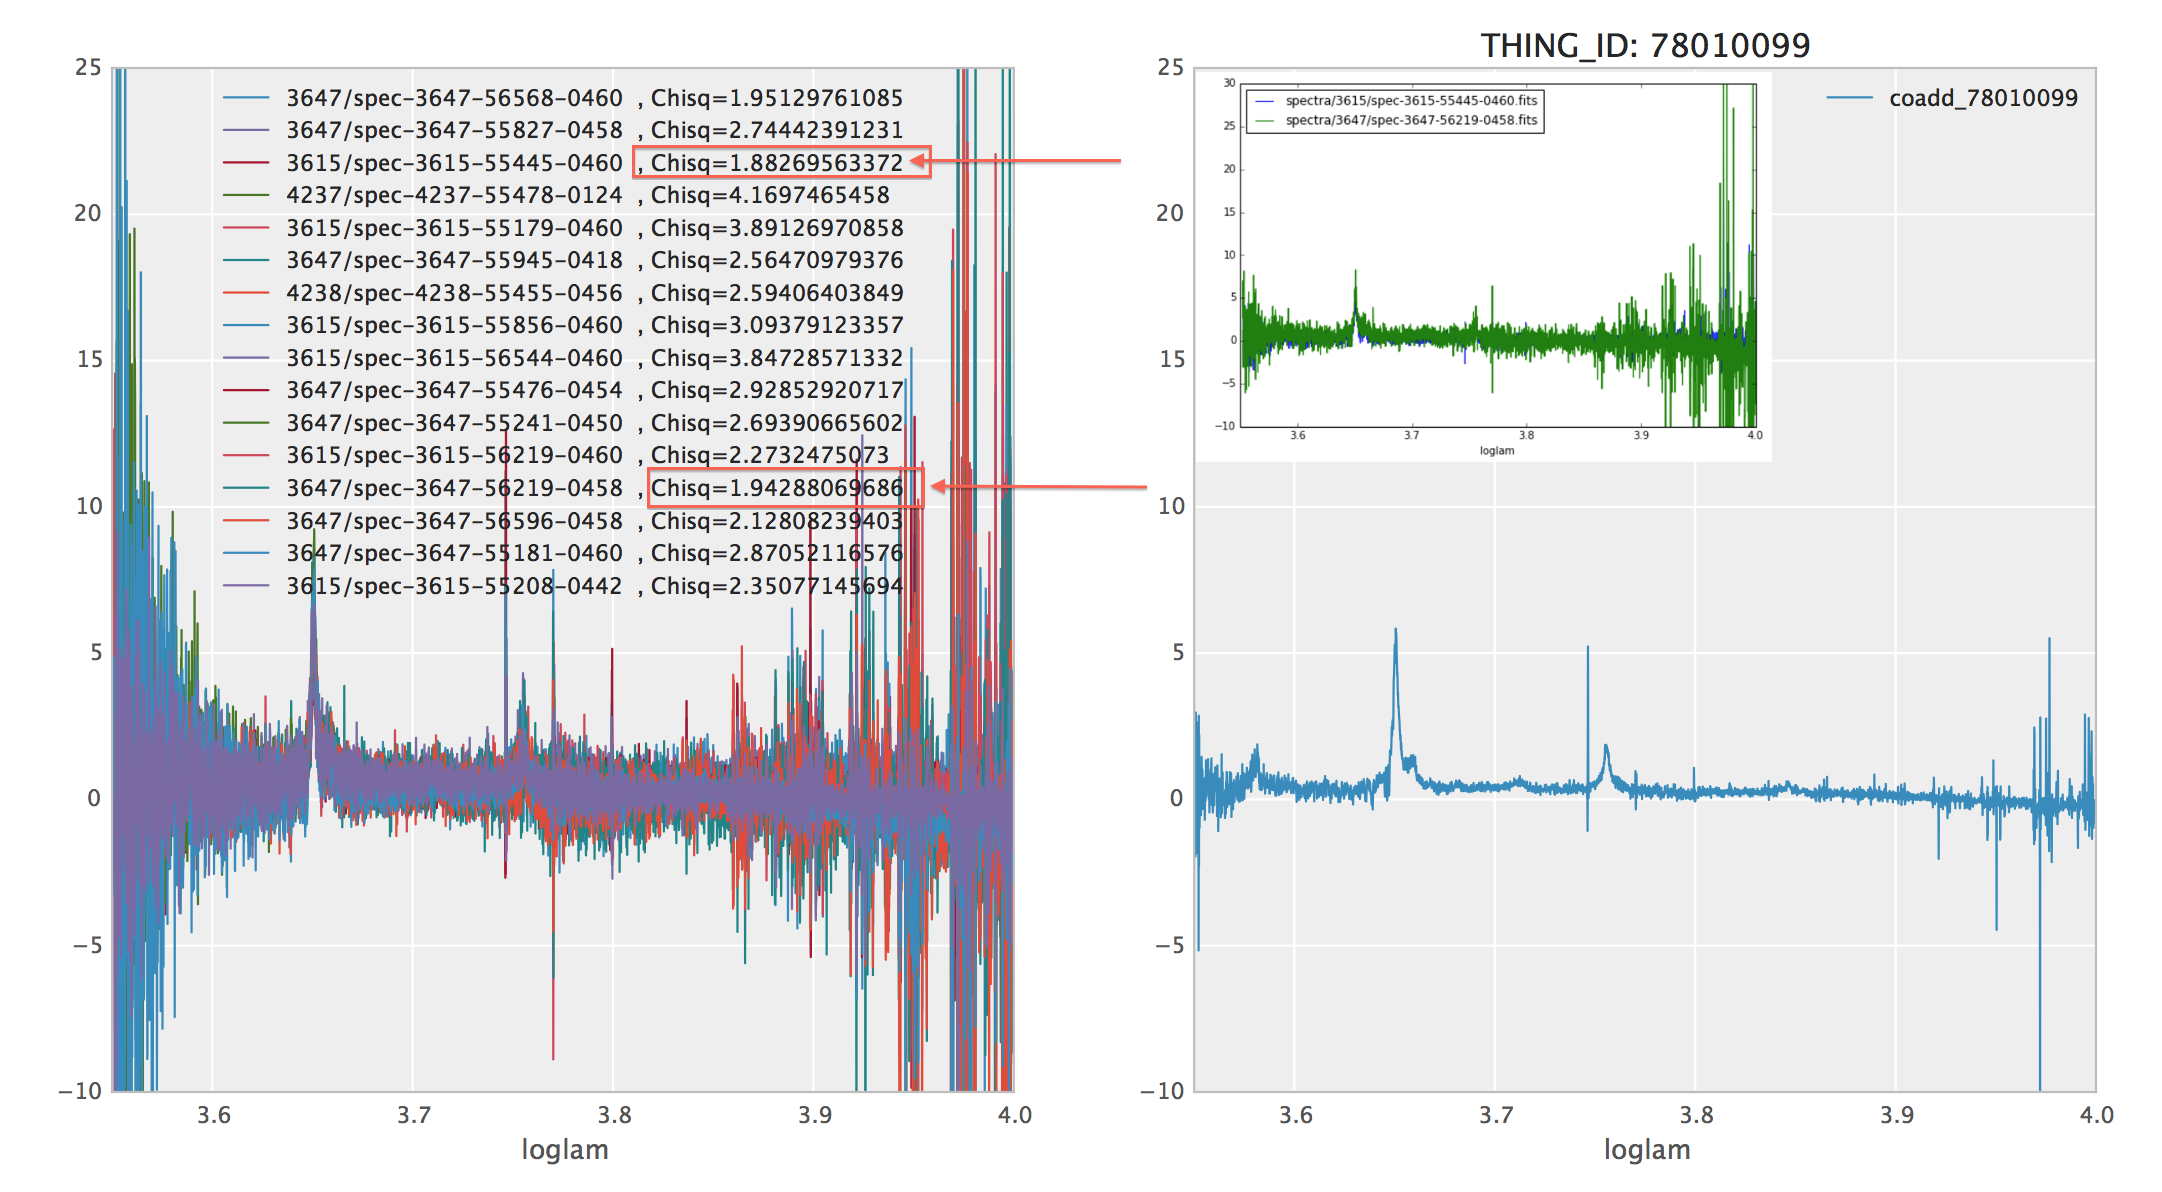 25
20
15
10
5
0
−5
−10
3.6 3.7 3.8 3.9 4.0
loglam
3647/spec-3647-56568-0460 , Chisq=1.95129761085
3647/spec-3647-55827-0458 , Chisq=2.74442391231
3615/spec-3615-55445-0460 , Chisq=1.88269563372
4237/spec-4237-55478-0124 , Chisq=4.1697465458
3615/spec-3615-55179-0460 , Chisq=3.89126970858
3647/spec-3647-55945-0418 , Chisq=2.56470979376
4238/spec-4238-55455-0456 , Chisq=2.59406403849
3615/spec-3615-55856-0460 , Chisq=3.09379123357
3615/spec-3615-56544-0460 , Chisq=3.84728571332
3647/spec-3647-55476-0454 , Chisq=2.92852920717
3647/spec-3647-55241-0450 , Chisq=2.69390665602
3615/spec-3615-56219-0460 , Chisq=2.2732475073
3647/spec-3647-56219-0458 , Chisq=1.94288069686
3647/spec-3647-56596-0458 , Chisq=2.12808239403
3647/spec-3647-55181-0460 , Chisq=2.87052116576
3615/spec-3615-55208-0442 , Chisq=2.35077145694
THING_ID: 78010099
25
20
15
10
5
0
−5
−10
3.6 3.7 3.8 3.9 4.0
loglam
coadd_78010099
30
25
20
15
10
5
0
−5
−10
3.6 3.7 3.8 3.9 4.0
loglam
spectra/3615/spec-3615-55445-0460.fits
spectra/3647/spec-3647-56219-0458.fits